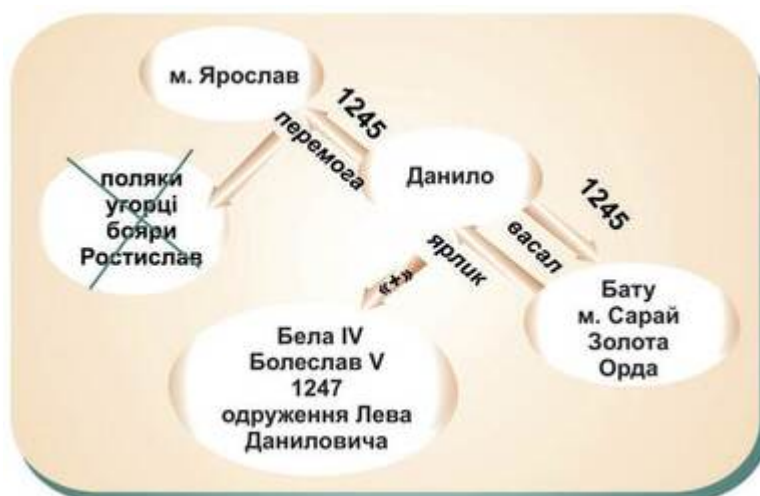 м. Ярослав
1245
перемога
поляки
угорці
бояри
Ростислав
Данило
1245
васал
ярлик
«+»
Бату
м. Сарай
Золота
Орда
Бела IV
Болеслав V
1247
одруження Лева
Даниловича